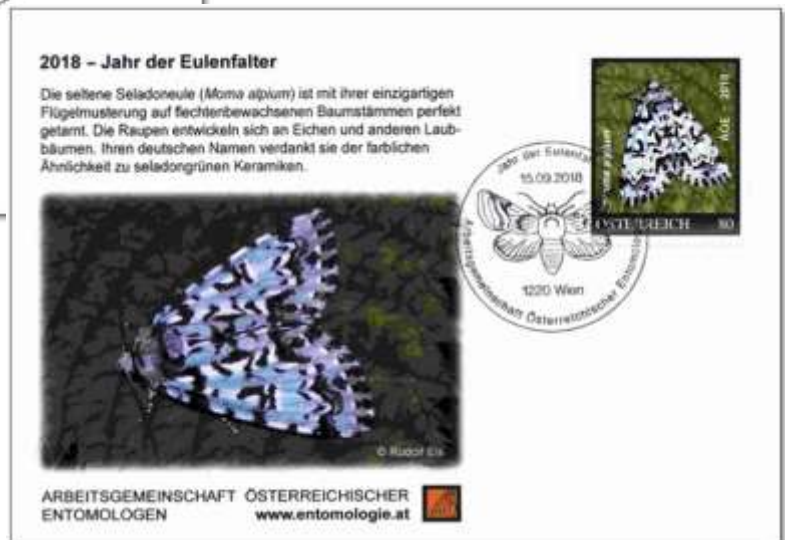 2018 – Jahr der Eulenfalter
Die seltene Seladoneule (Moma alpium) ist mit ihrer einzigartigen
Flügelmusterung auf flechtenbewachsenen Baumstämmen perfekt
getarnt. Die Raupen entwickeln sich an Eichen und anderen Laub-
bäumen. Ihren deutschen Namen verdankt sie der farblichen
Ähnlichkeit zu seladongrünen Keramiken.
Jahr der
15.09.2018
1220 Wien
Arbeitsgemeinschaft Österreichischer
ÖSTERREICH 80
alpium
2018
© Rudolf
ARBEITSGEMEINSCHAFT ÖSTERREICHISCHER
ENTOMOLOGEN www.entomologie.at